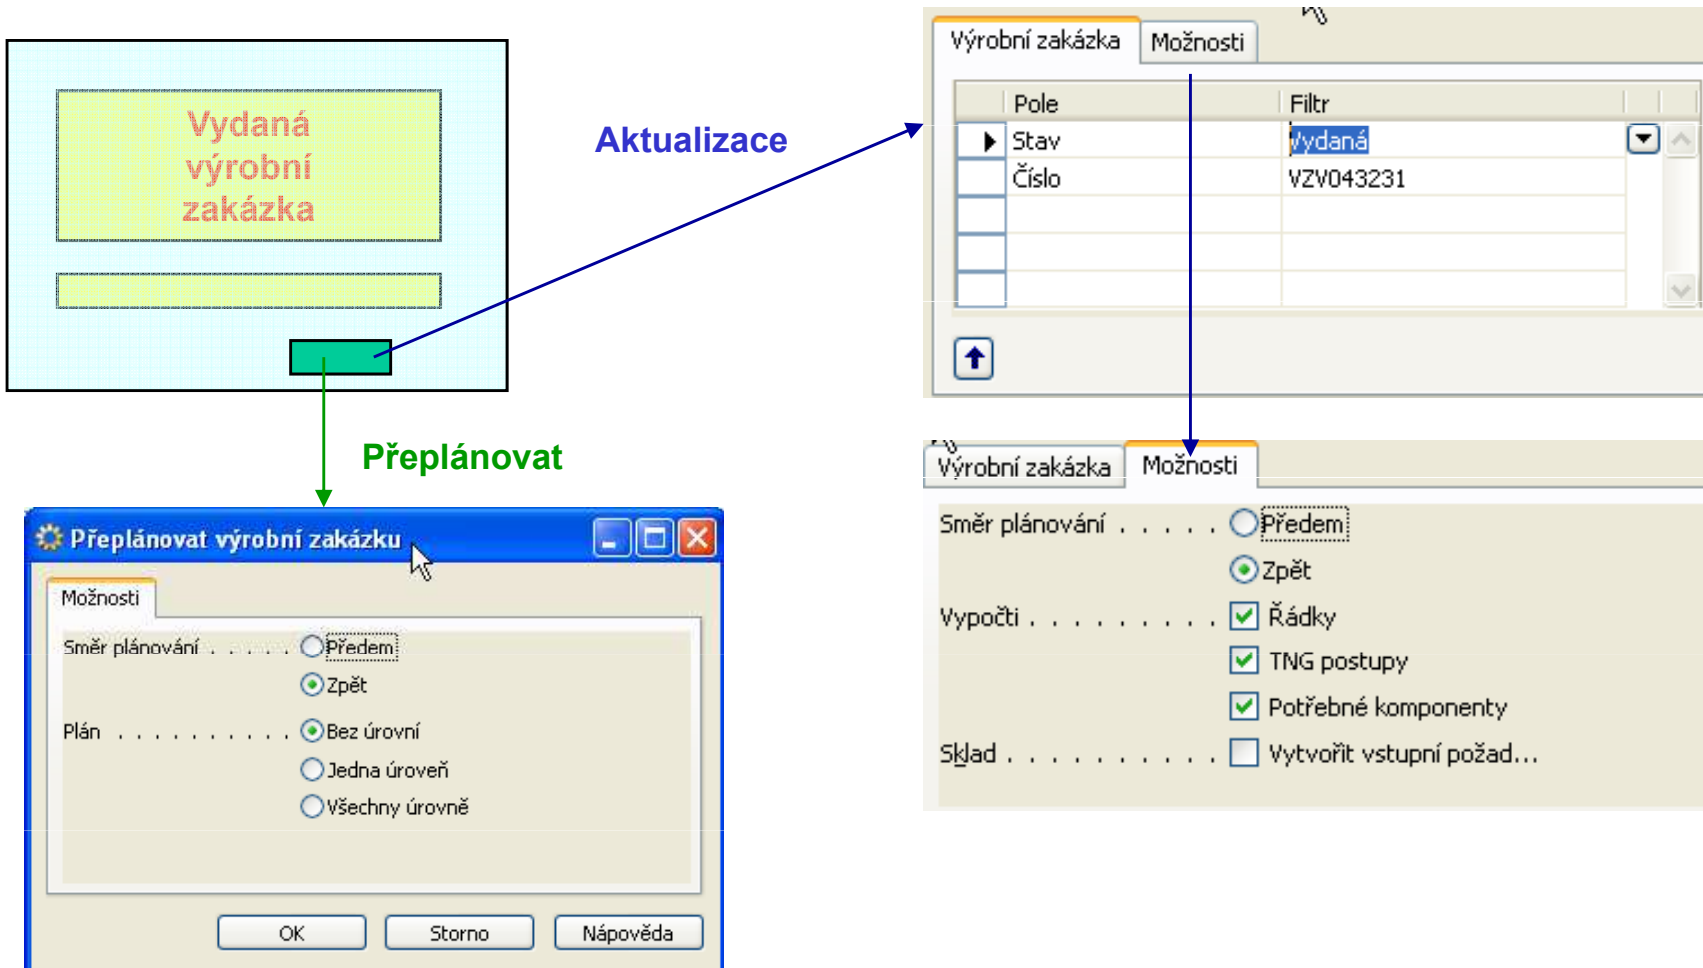 Vydaná
výrobní
zakázka
Aktualizace
Přeplánovat
Výrobní zakázka Možnosti
Pole Filtr
Stav Vydaná
Číslo VZV043231
Výrobní zakázka Možnosti
Směr plánování . . . . . Předem
Zpět
Vypočti . . . . . . . . . Řádky
TNG postupy
Potřebné komponenty
Sklad . . . . . . . . . . Vytvořit vstupní požad...
Přeplánovat výrobní zakázku
Možnosti
Směr plánování . . . . . Předem
Zpět
Plán . . . . . . . . . . Bez úrovní
Jedna úroveň
Všechny úrovně
OK Storno Nápověda